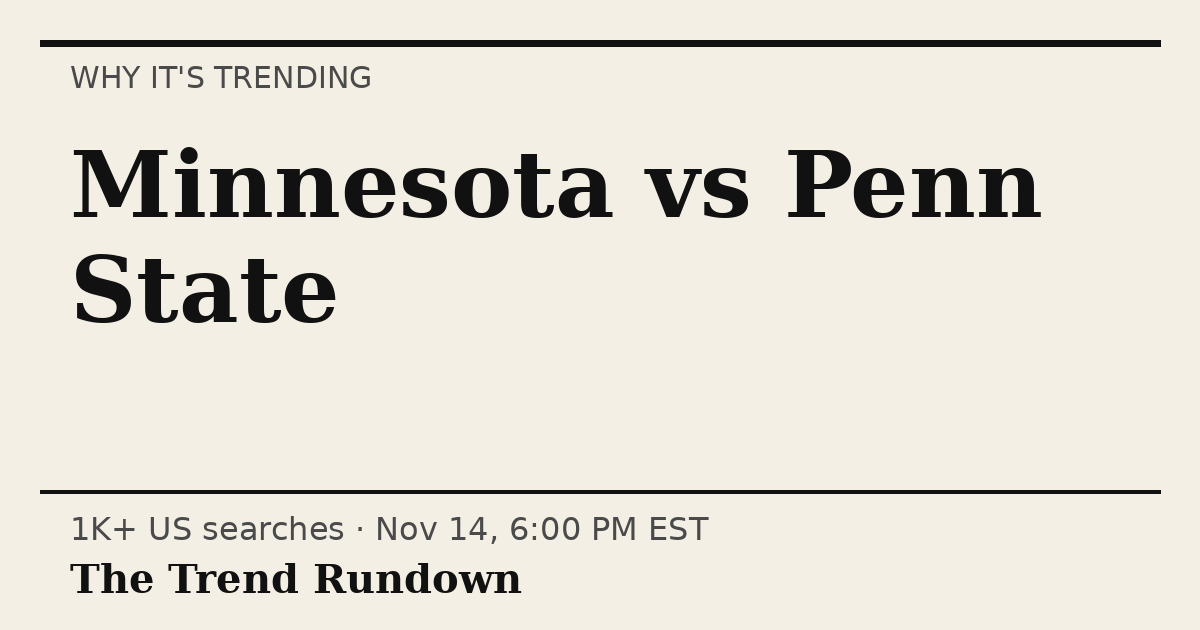 WHY IT'S TRENDING
Minnesota vs Penn
State
1K+ US searches · Nov 14, 6:00 PM EST
The Trend Rundown